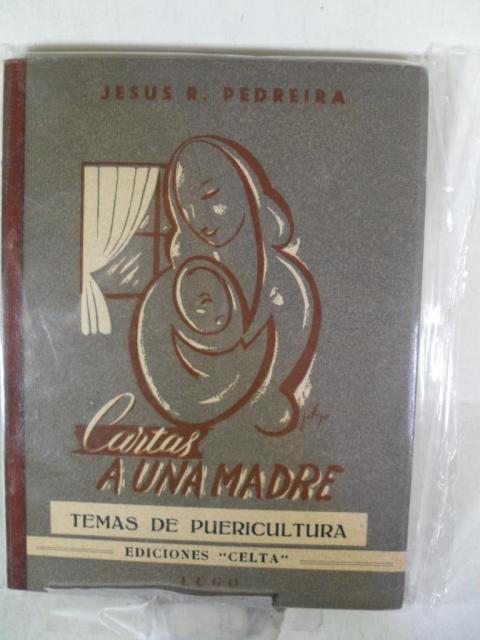 JESUS R. PEDREIRA
Cartas
A UNA MADRE
TEMAS DE PUERICULTURA
EDICIONES "CELTA"
LUGO